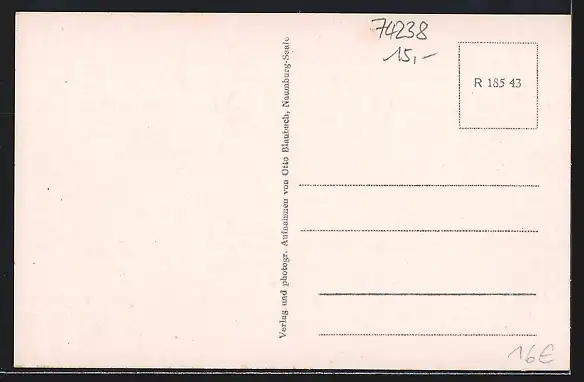 74238
15,-
R 185 43
Verlag und photogr. Aufnahmen von Otto Blaubach, Naumburg-Saale
16€